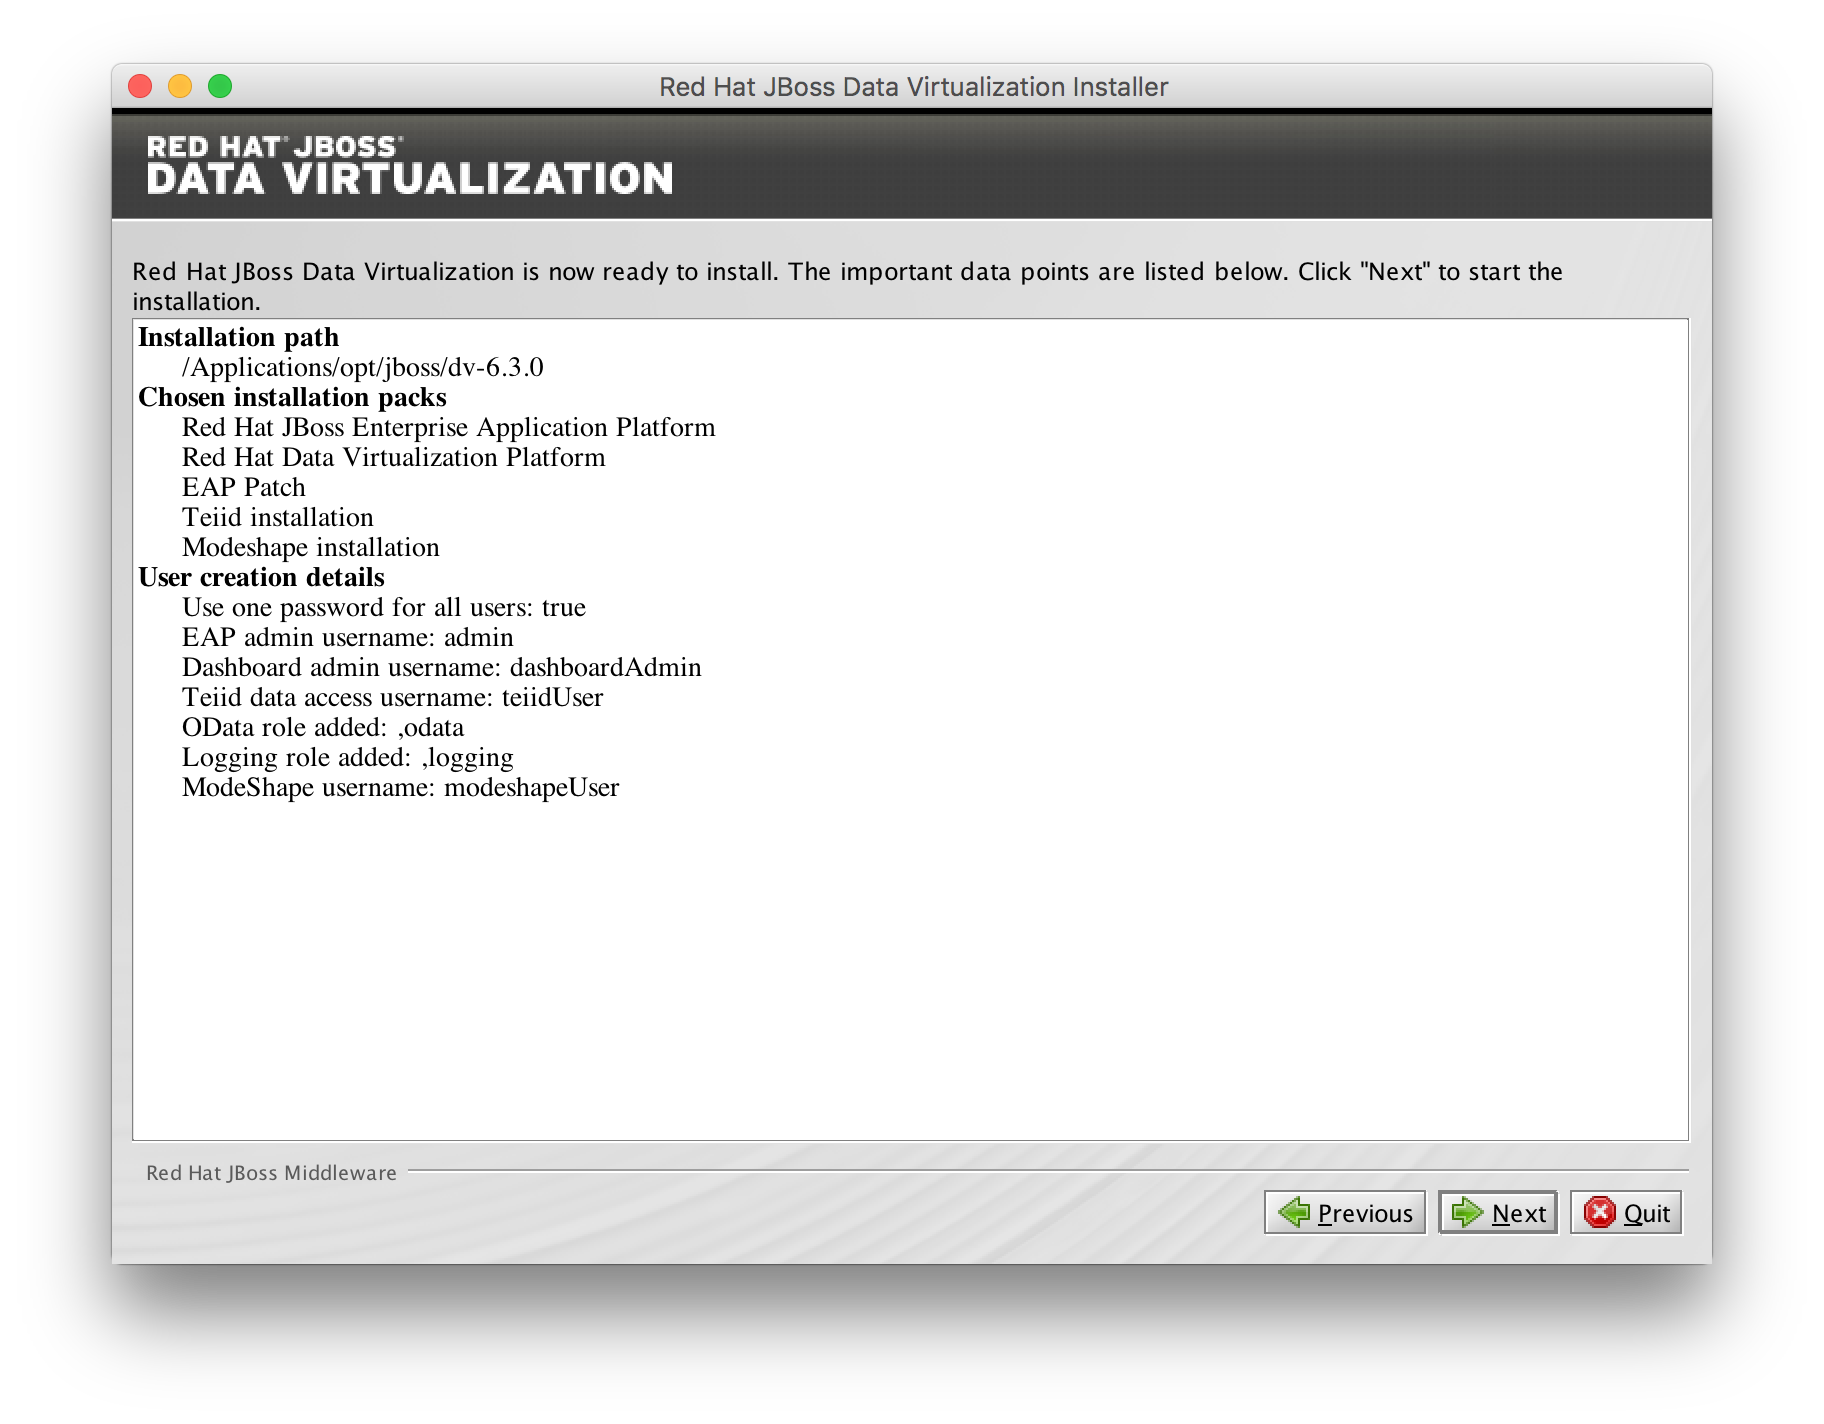 Red Hat JBoss Data Virtualization Installer
RED HAT® JBOSS®
DATA VIRTUALIZATION
Red Hat JBoss Data Virtualization is now ready to install. The important data points are listed below. Click "Next" to start the
installation.
Installation path
/Applications/opt/jboss/dv-6.3.0
Chosen installation packs
Red Hat JBoss Enterprise Application Platform
Red Hat Data Virtualization Platform
EAP Patch
Teiid installation
Modeshape installation
User creation details
Use one password for all users: true
EAP admin username: admin
Dashboard admin username: dashboardAdmin
Teiid data access username: teiidUser
OData role added: ,odata
Logging role added: ,logging
ModeShape username: modeshapeUser
Red Hat JBoss Middleware
Previous Next Quit